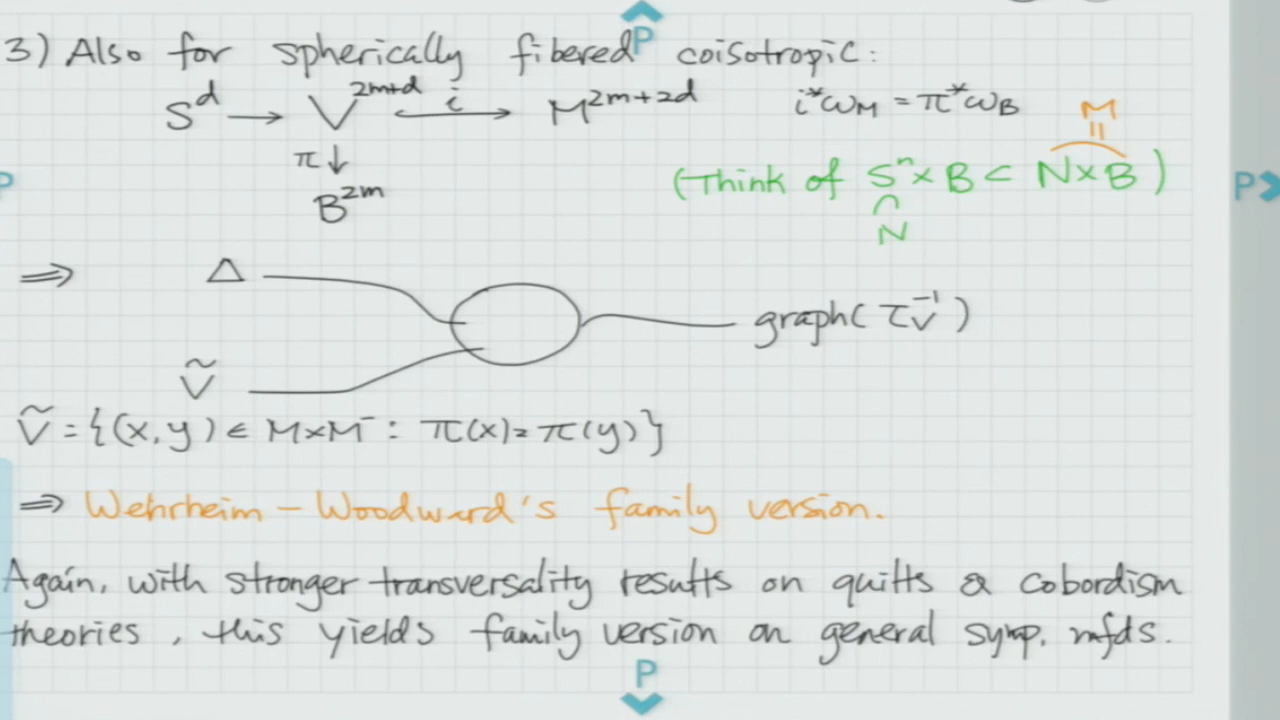 3) Also for spherically fibered coisotropic:
S^d → V^{2m+d} ←i→ M^{2m+2d}   i*ω_M = π*ω_B
π↓
B^{2m}
M
=
(Think of S^n × B ⊂ N×B)
∩
N
⇒ Δ
graph(τ_V^{-1})
Ṽ
Ṽ = {(x,y) ∈ M×M^- : π(x)=π(y)}
⇒ Wehrheim – Woodward's family version.
Again, with stronger transversality results on quilts & cobordism
theories, this yields family version on general symp. mfds.
P
P
P
P